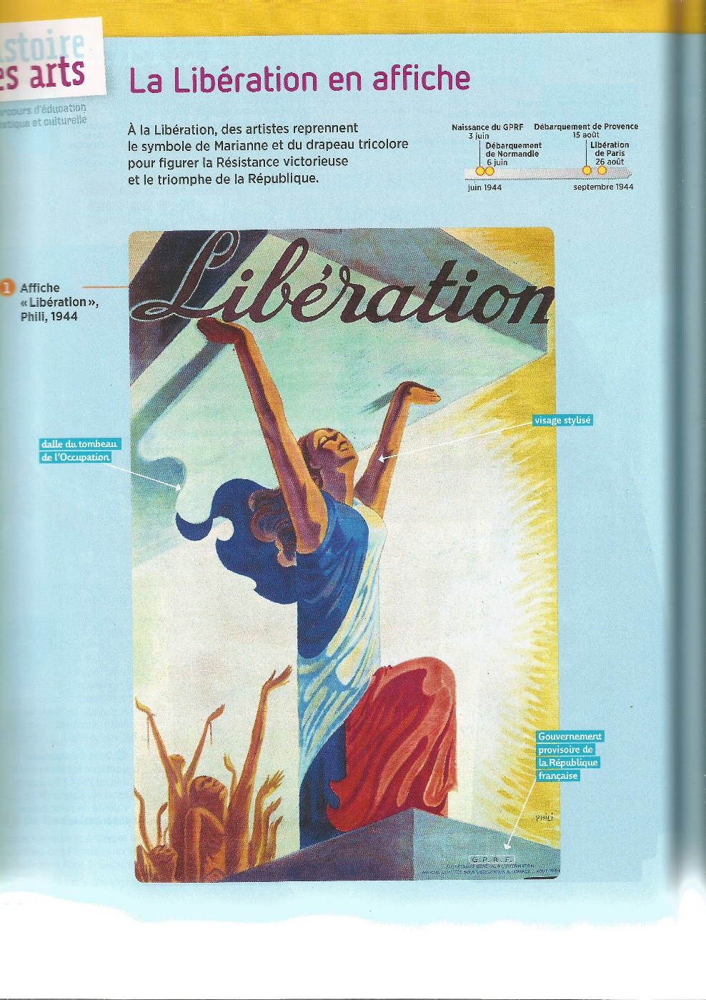 istoire
es arts
rcours d'éducation
istique et culturelle
La Libération en affiche
À la Libération, des artistes reprennent
le symbole de Marianne et du drapeau tricolore
pour figurer la Résistance victorieuse
et le triomphe de la République.
Naissance du GPRF
3 juin
Débarquement
de Normandie
6 juin
Débarquement de Provence
15 août
Libération
de Paris
26 août
juin 1944
septembre 1944
1 Affiche
« Libération »,
Phili, 1944
Libération
visage stylisé
dalle du tombeau
de l'Occupation
Gouvernement
provisoire de
la République
française
PHILI
G.P.R.F.
SECRÉTARIAT GÉNÉRAL À L'INFORMATION